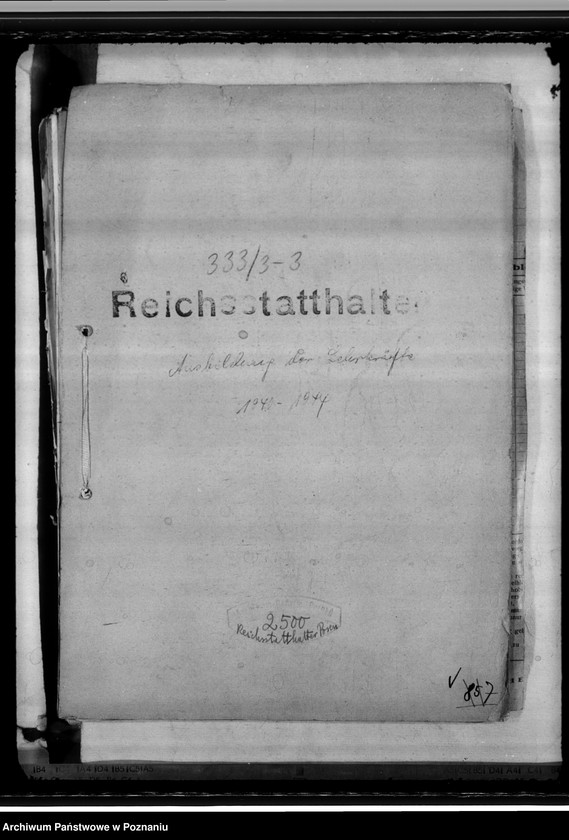 333/3-3
Reichsstatthalter
Ausbildung der Lehrkräfte
1941-1944
2500
Reichsstatthalter Posen
857
Archiwum Państwowe w Poznaniu